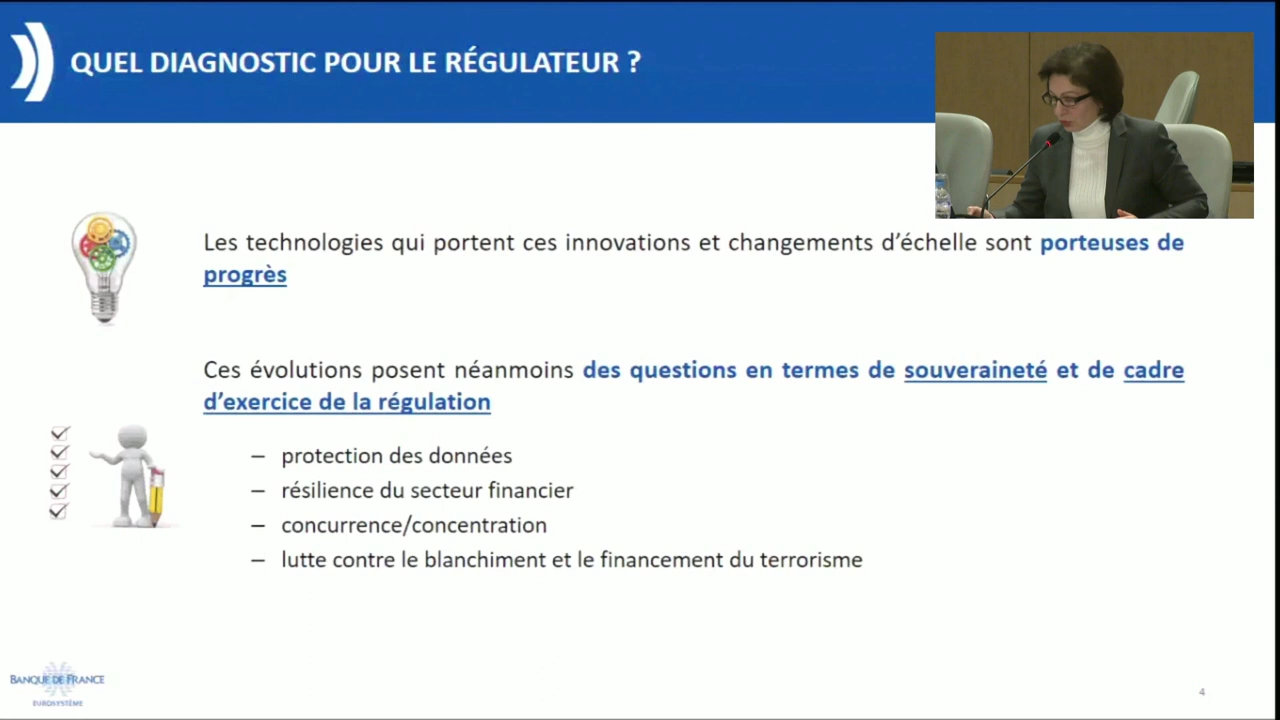 QUEL DIAGNOSTIC POUR LE RÉGULATEUR ?
Les technologies qui portent ces innovations et changements d’échelle sont porteuses de
progrès
Ces évolutions posent néanmoins des questions en termes de souveraineté et de cadre
d’exercice de la régulation
– protection des données
– résilience du secteur financier
– concurrence/concentration
– lutte contre le blanchiment et le financement du terrorisme
BANQUE DE FRANCE
EUROSYSTÈME
4